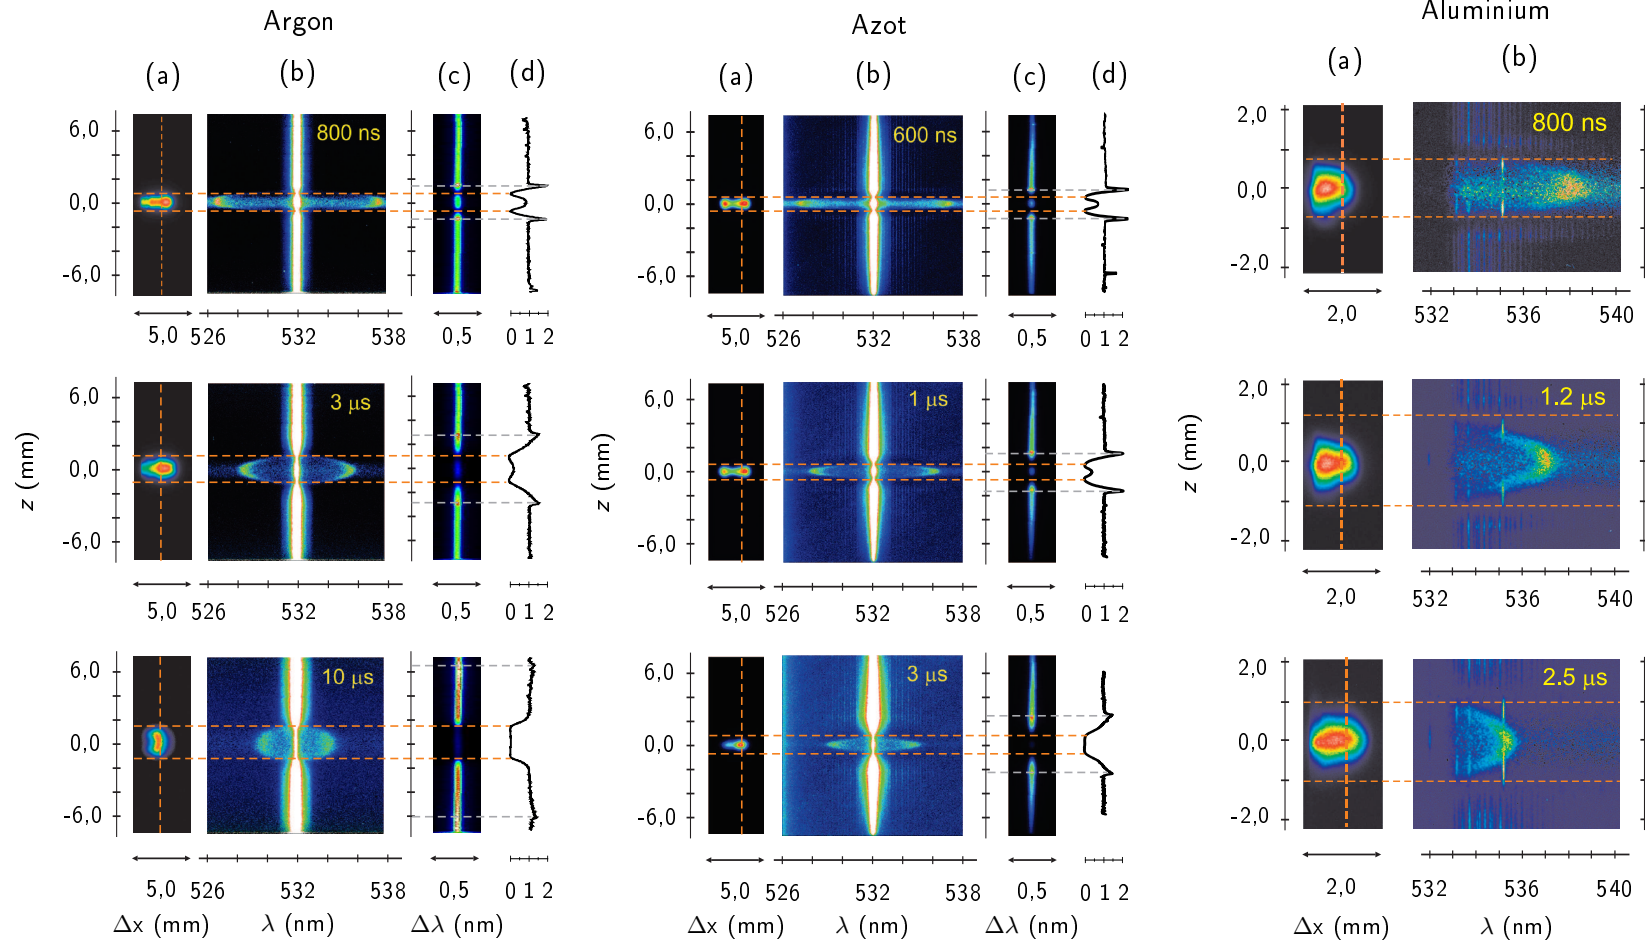 Argon
Azot
Aluminium
(a) (b) (c) (d)
(a) (b) (c) (d)
(a) (b)
6,0
0,0
-6,0
800 ns
5,0 526 532 538 0,5 0 1 2
6,0
0,0
-6,0
600 ns
5,0 526 532 538 0,5 0 1 2
2,0
0,0
-2,0
800 ns
2,0 532 536 540
z (mm)
6,0
0,0
-6,0
3 μs
5,0 526 532 538 0,5 0 1 2
z (mm)
6,0
0,0
-6,0
1 μs
5,0 526 532 538 0,5 0 1 2
z (mm)
2,0
0,0
-2,0
1.2 μs
2,0 532 536 540
6,0
0,0
-6,0
10 μs
5,0 526 532 538 0,5 0 1 2
Δx (mm) λ (nm) Δλ (nm)
6,0
0,0
-6,0
3 μs
5,0 526 532 538 0,5 0 1 2
Δx (mm) λ (nm) Δλ (nm)
2,0
0,0
-2,0
2.5 μs
2,0 532 536 540
Δx (mm) λ (nm)